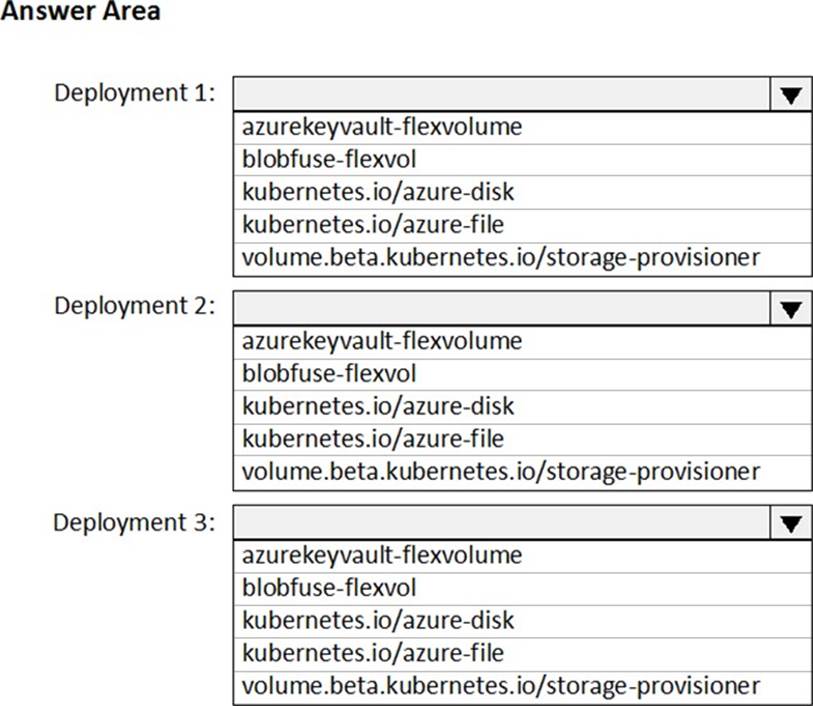 Answer Area
Deployment 1:
azurekeyvault-flexvolume
blobfuse-flexvol
kubernetes.io/azure-disk
kubernetes.io/azure-file
volume.beta.kubernetes.io/storage-provisioner
Deployment 2:
azurekeyvault-flexvolume
blobfuse-flexvol
kubernetes.io/azure-disk
kubernetes.io/azure-file
volume.beta.kubernetes.io/storage-provisioner
Deployment 3:
azurekeyvault-flexvolume
blobfuse-flexvol
kubernetes.io/azure-disk
kubernetes.io/azure-file
volume.beta.kubernetes.io/storage-provisioner